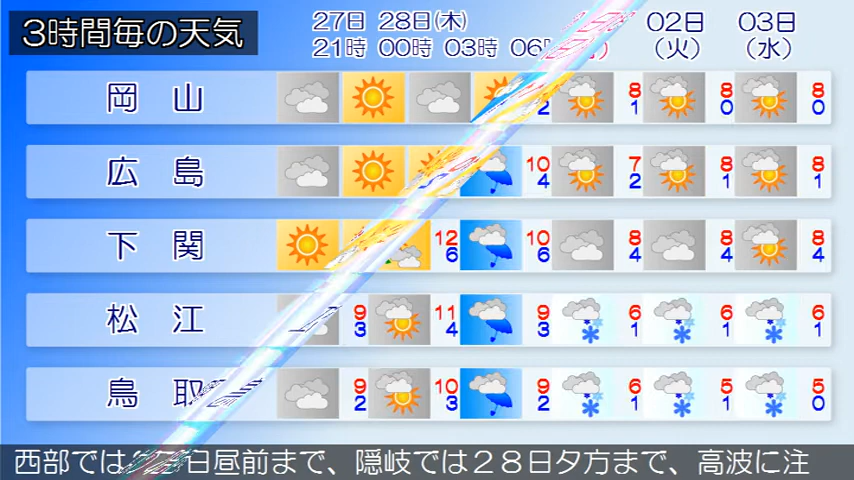 3時間毎の天気
27日 28日(木) 02日 03日
21時 00時 03時 06 (火) (水)
岡 山 2 8 1 8 0 8 0
広 島 10 4 7 2 8 1 8 1
下 関 12 6 10 6 8 4 8 4 8 4
松 江 9 3 11 4 9 3 6 1 6 1 6 1
鳥 取 9 2 10 3 9 2 6 1 5 1 5 0
西部では 日昼前まで、隠岐では28日夕方まで、高波に注